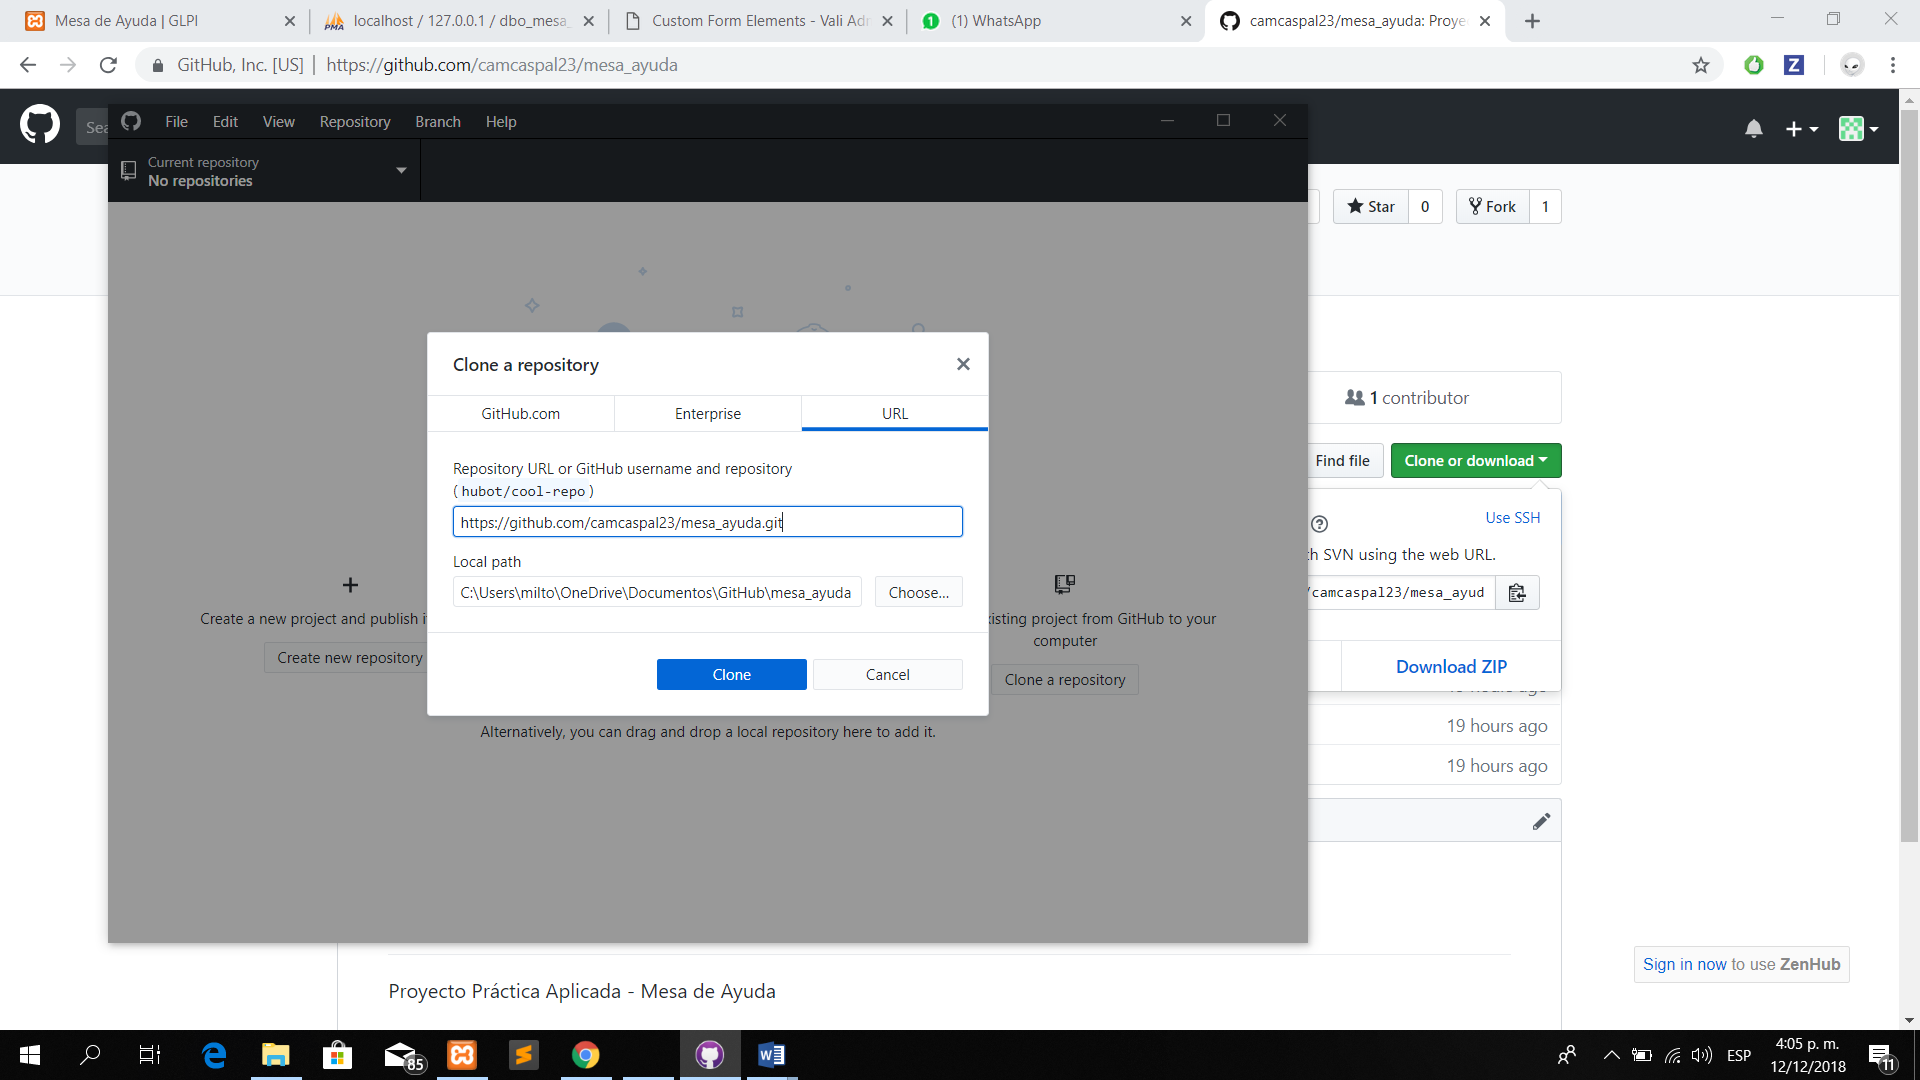 Mesa de Ayuda | GLPI
localhost / 127.0.0.1 / dbo_mesa_
Custom Form Elements - Vali Adm
(1) WhatsApp
camcaspal23/mesa_ayuda: Proye
GitHub, Inc. [US] | https://github.com/camcaspal23/mesa_ayuda
Sea
File Edit View Repository Branch Help
Current repository
No repositories
Star 0
Fork 1
Clone a repository
GitHub.com
Enterprise
URL
Repository URL or GitHub username and repository
( hubot/cool-repo )
https://github.com/camcaspal23/mesa_ayuda.git
Local path
C:\Users\milto\OneDrive\Documentos\GitHub\mesa_ayuda
Choose...
Clone
Cancel
Create a new project and publish i
Create new repository
xisting project from GitHub to your
computer
Clone a repository
Alternatively, you can drag and drop a local repository here to add it.
1 contributor
Find file
Clone or download
Use SSH
h SVN using the web URL.
/camcaspal23/mesa_ayud
Download ZIP
19 hours ago
19 hours ago
Proyecto Práctica Aplicada - Mesa de Ayuda
Sign in now to use ZenHub
85
ESP
4:05 p. m.
12/12/2018
11